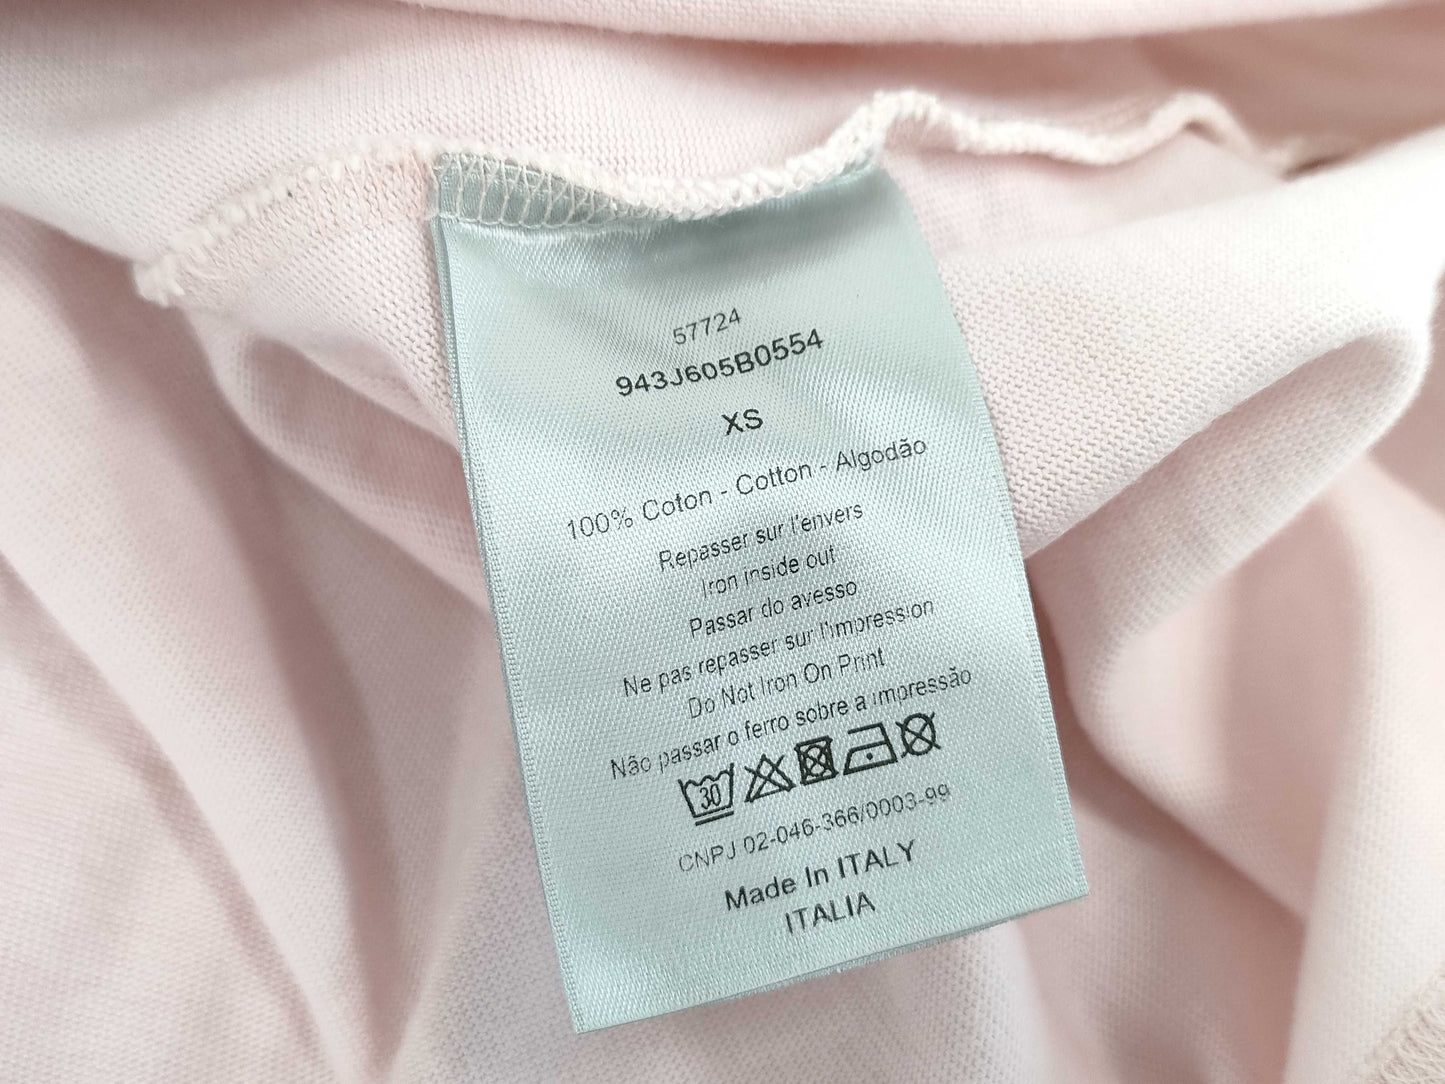 57724
943J605B0554
XS
100% Coton - Cotton - Algodão
Repasser sur l'envers
Iron inside out
Passar do avesso
Ne pas repasser sur l'impression
Do Not Iron On Print
Não passar o ferro sobre a impressão
30
CNPJ 02-046-366/0003-99
Made In ITALY
ITALIA